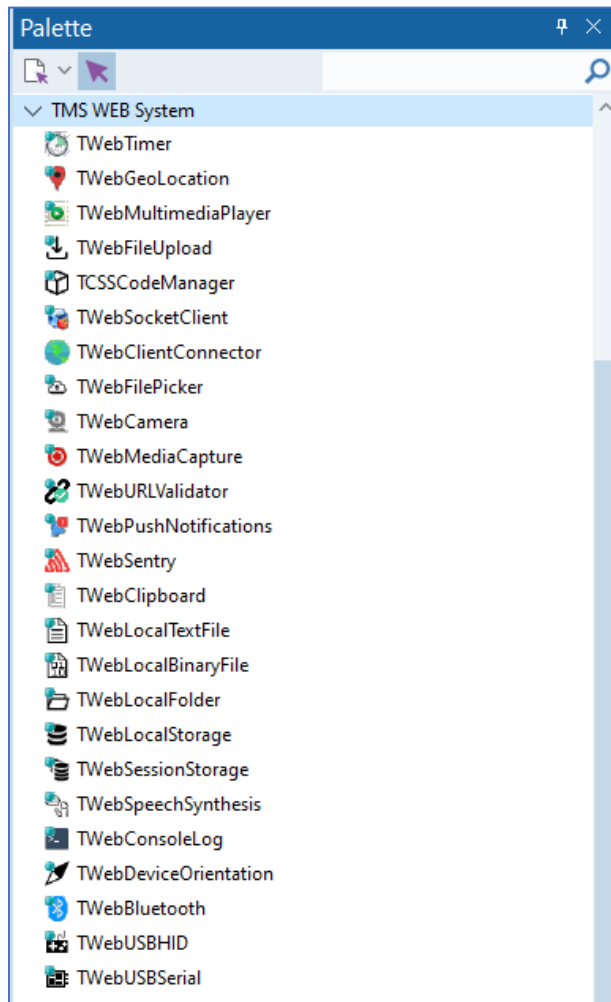 Palette
TMS WEB System
TWebTimer
TWebGeoLocation
TWebMultimediaPlayer
TWebFileUpload
TCSSCodeManager
TWebSocketClient
TWebClientConnector
TWebFilePicker
TWebCamera
TWebMediaCapture
TWebURLValidator
TWebPushNotifications
TWebSentry
TWebClipboard
TWebLocalTextFile
TWebLocalBinaryFile
TWebLocalFolder
TWebLocalStorage
TWebSessionStorage
TWebSpeechSynthesis
TWebConsoleLog
TWebDeviceOrientation
TWebBluetooth
TWebUSBHID
TWebUSBSerial